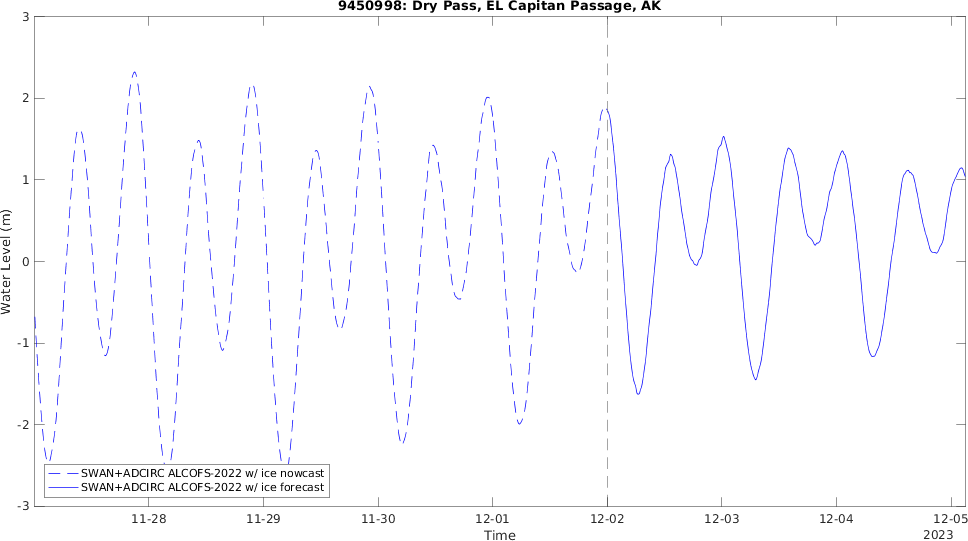 9450998: Dry Pass, EL Capitan Passage, AK
3
2
1
0
-1
-2
-3
Water Level (m)
SWAN+ADCIRC ALCOFS-2022 w/ ice nowcast
SWAN+ADCIRC ALCOFS-2022 w/ ice forecast
11-28 11-29 11-30 12-01 12-02 12-03 12-04 12-05
Time
2023